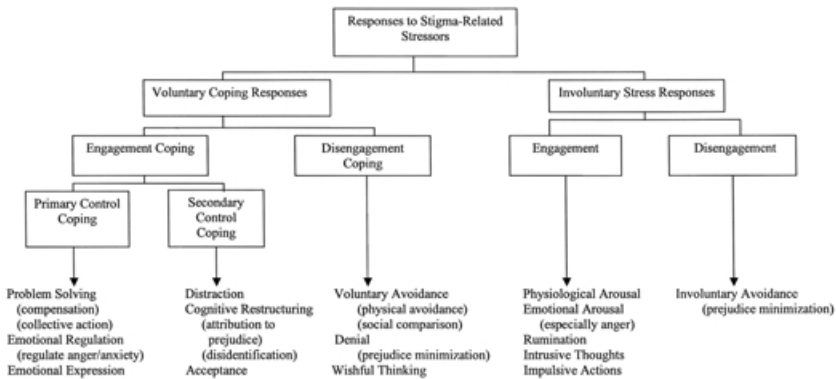 Responses to Stigma-Related
Stressors
Voluntary Coping Responses
Involuntary Stress Responses
Engagement Coping
Disengagement
Coping
Engagement
Disengagement
Primary Control
Coping
Secondary
Control
Coping
Problem Solving
(compensation)
(collective action)
Emotional Regulation
(regulate anger/anxiety)
Emotional Expression
Distraction
Cognitive Restructuring
(attribution to
prejudice)
(disidentification)
Acceptance
Voluntary Avoidance
(physical avoidance)
(social comparison)
Denial
(prejudice minimization)
Wishful Thinking
Physiological Arousal
Emotional Arousal
(especially anger)
Rumination
Intrusive Thoughts
Impulsive Actions
Involuntary Avoidance
(prejudice minimization)